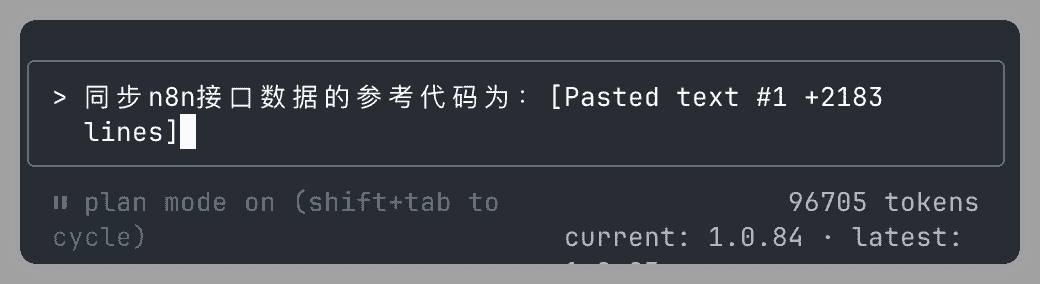 > 同步n8n接口数据的参考代码为：[Pasted text #1 +2183
lines]
⏸ plan mode on (shift+tab to
cycle)
96705 tokens
current: 1.0.84 · latest: